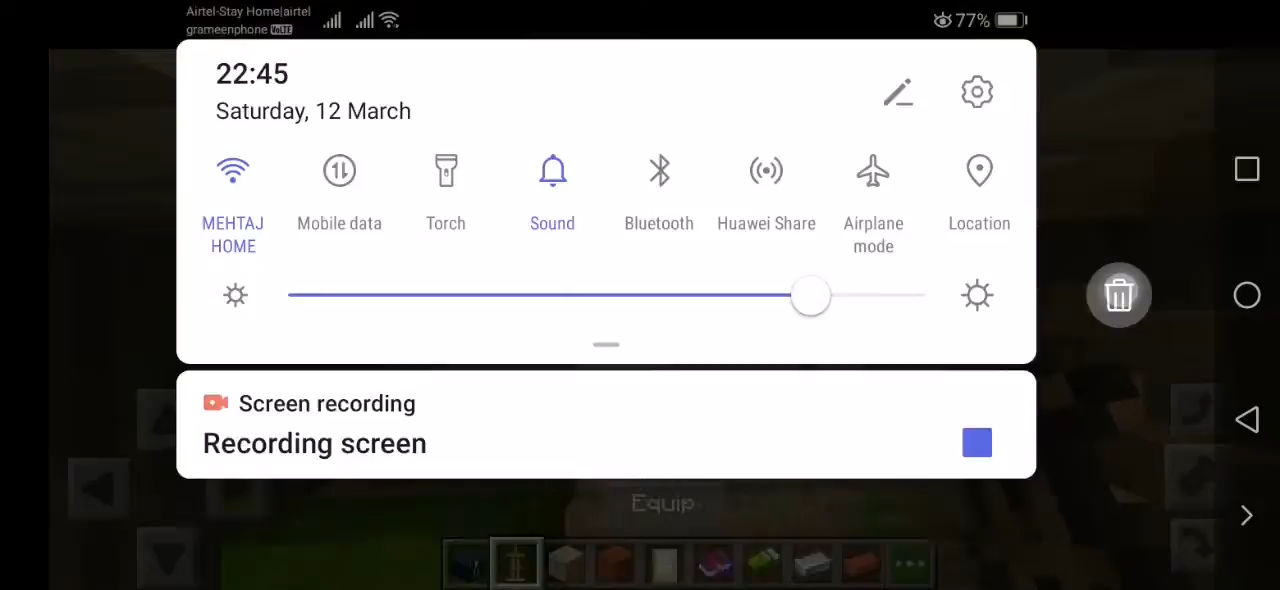 Airtel-Stay Home|airtel
grameenphone VoLTE
77%
22:45
Saturday, 12 March
MEHTAJ HOME
Mobile data
Torch
Sound
Bluetooth
Huawei Share
Airplane mode
Location
Screen recording
Recording screen
Equip